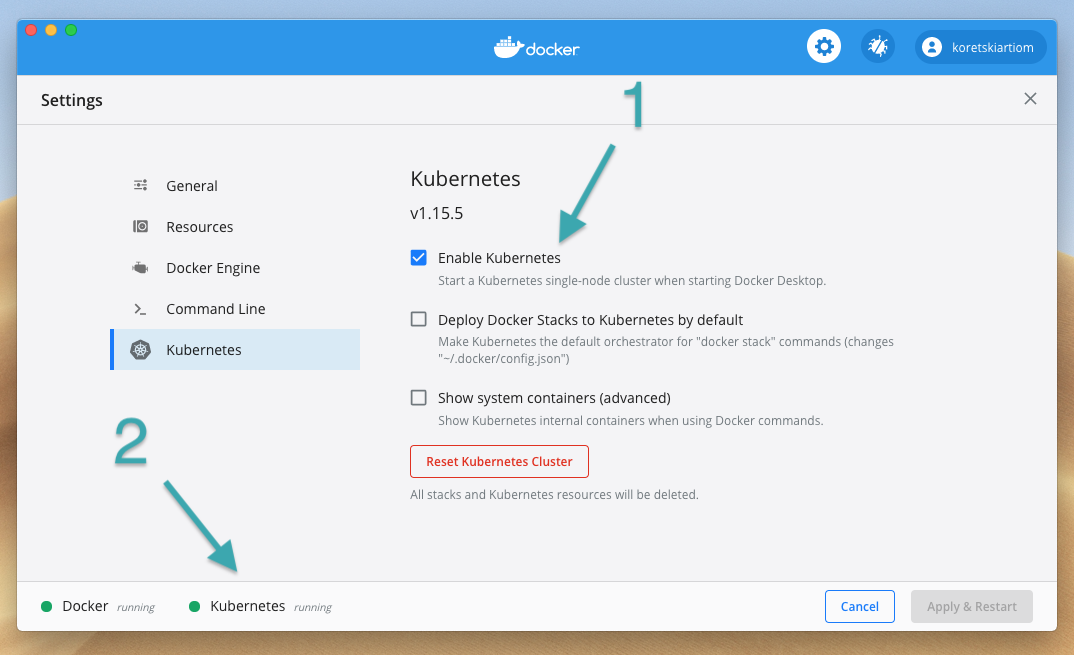 docker
koretskiartiom
Settings
1
General
Resources
Docker Engine
Command Line
Kubernetes
Kubernetes
v1.15.5
Enable Kubernetes
Start a Kubernetes single-node cluster when starting Docker Desktop.
Deploy Docker Stacks to Kubernetes by default
Make Kubernetes the default orchestrator for "docker stack" commands (changes
"~/.docker/config.json")
Show system containers (advanced)
Show Kubernetes internal containers when using Docker commands.
Reset Kubernetes Cluster
All stacks and Kubernetes resources will be deleted.
2
Docker running
Kubernetes running
Cancel
Apply & Restart